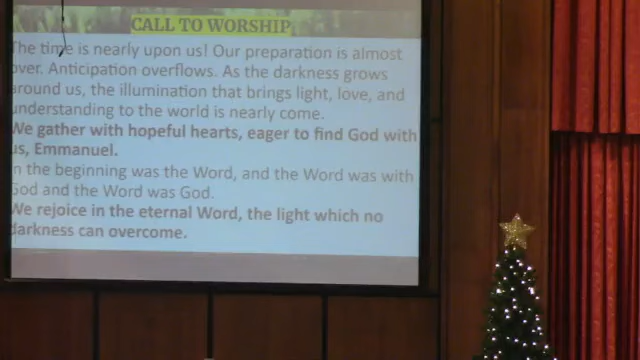 CALL TO WORSHIP
The time is nearly upon us! Our preparation is almost
over. Anticipation overflows. As the darkness grows
around us, the illumination that brings light, love, and
understanding to the world is nearly come.
We gather with hopeful hearts, eager to find God with
us, Emmanuel.
In the beginning was the Word, and the Word was with
God and the Word was God.
We rejoice in the eternal Word, the light which no
darkness can overcome.